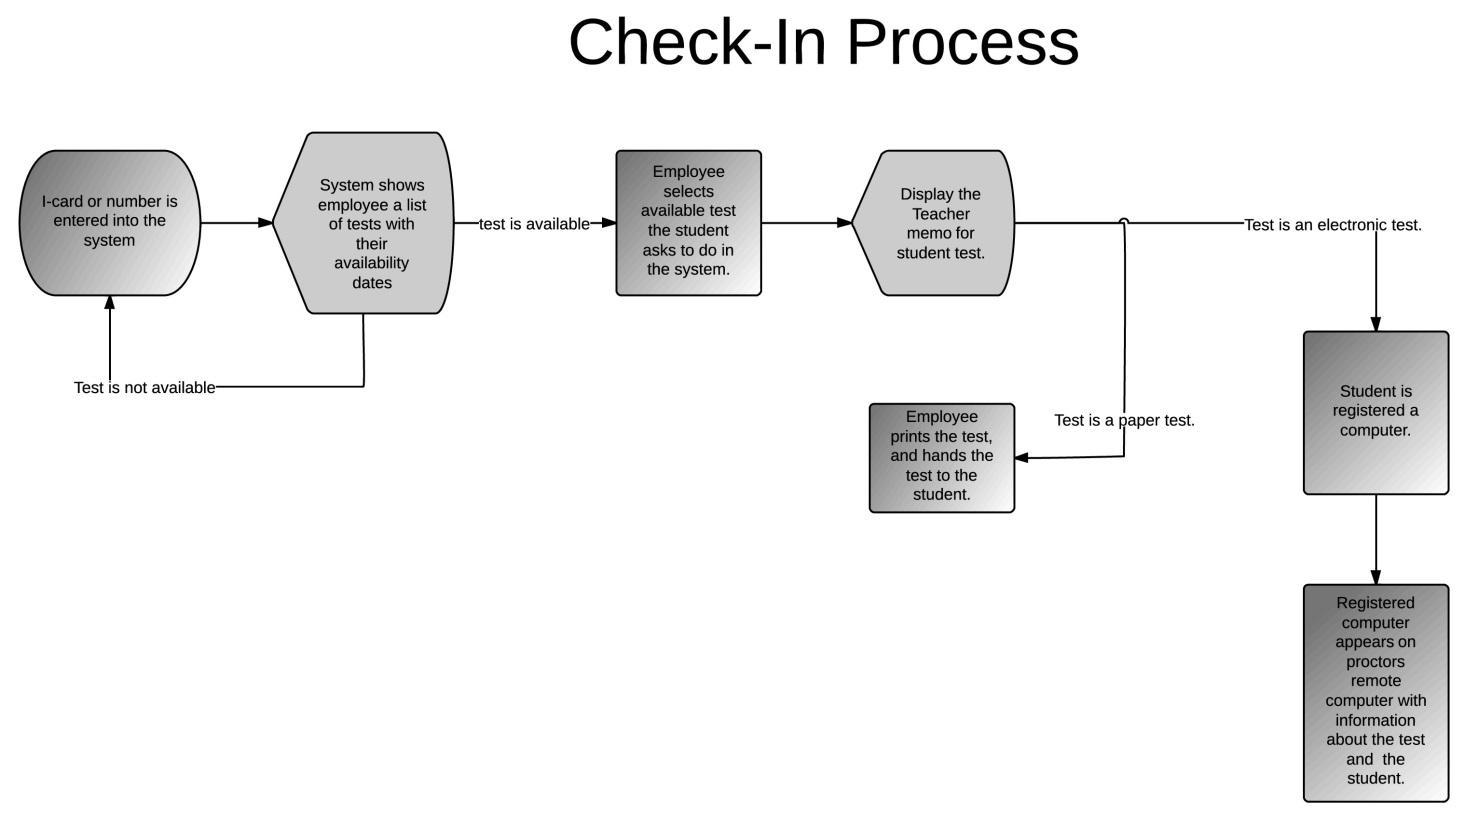 Check-In Process
I-card or number is
entered into the
system
System shows
employee a list
of tests with
their
availability
dates
test is available
Employee
selects
available test
the student
asks to do in
the system.
Display the
Teacher
memo for
student test.
Test is an electronic test.
Test is not available
Test is a paper test.
Employee
prints the test,
and hands the
test to the
student.
Student is
registered a
computer.
Registered
computer
appears on
proctors
remote
computer with
information
about the test
and  the
student.